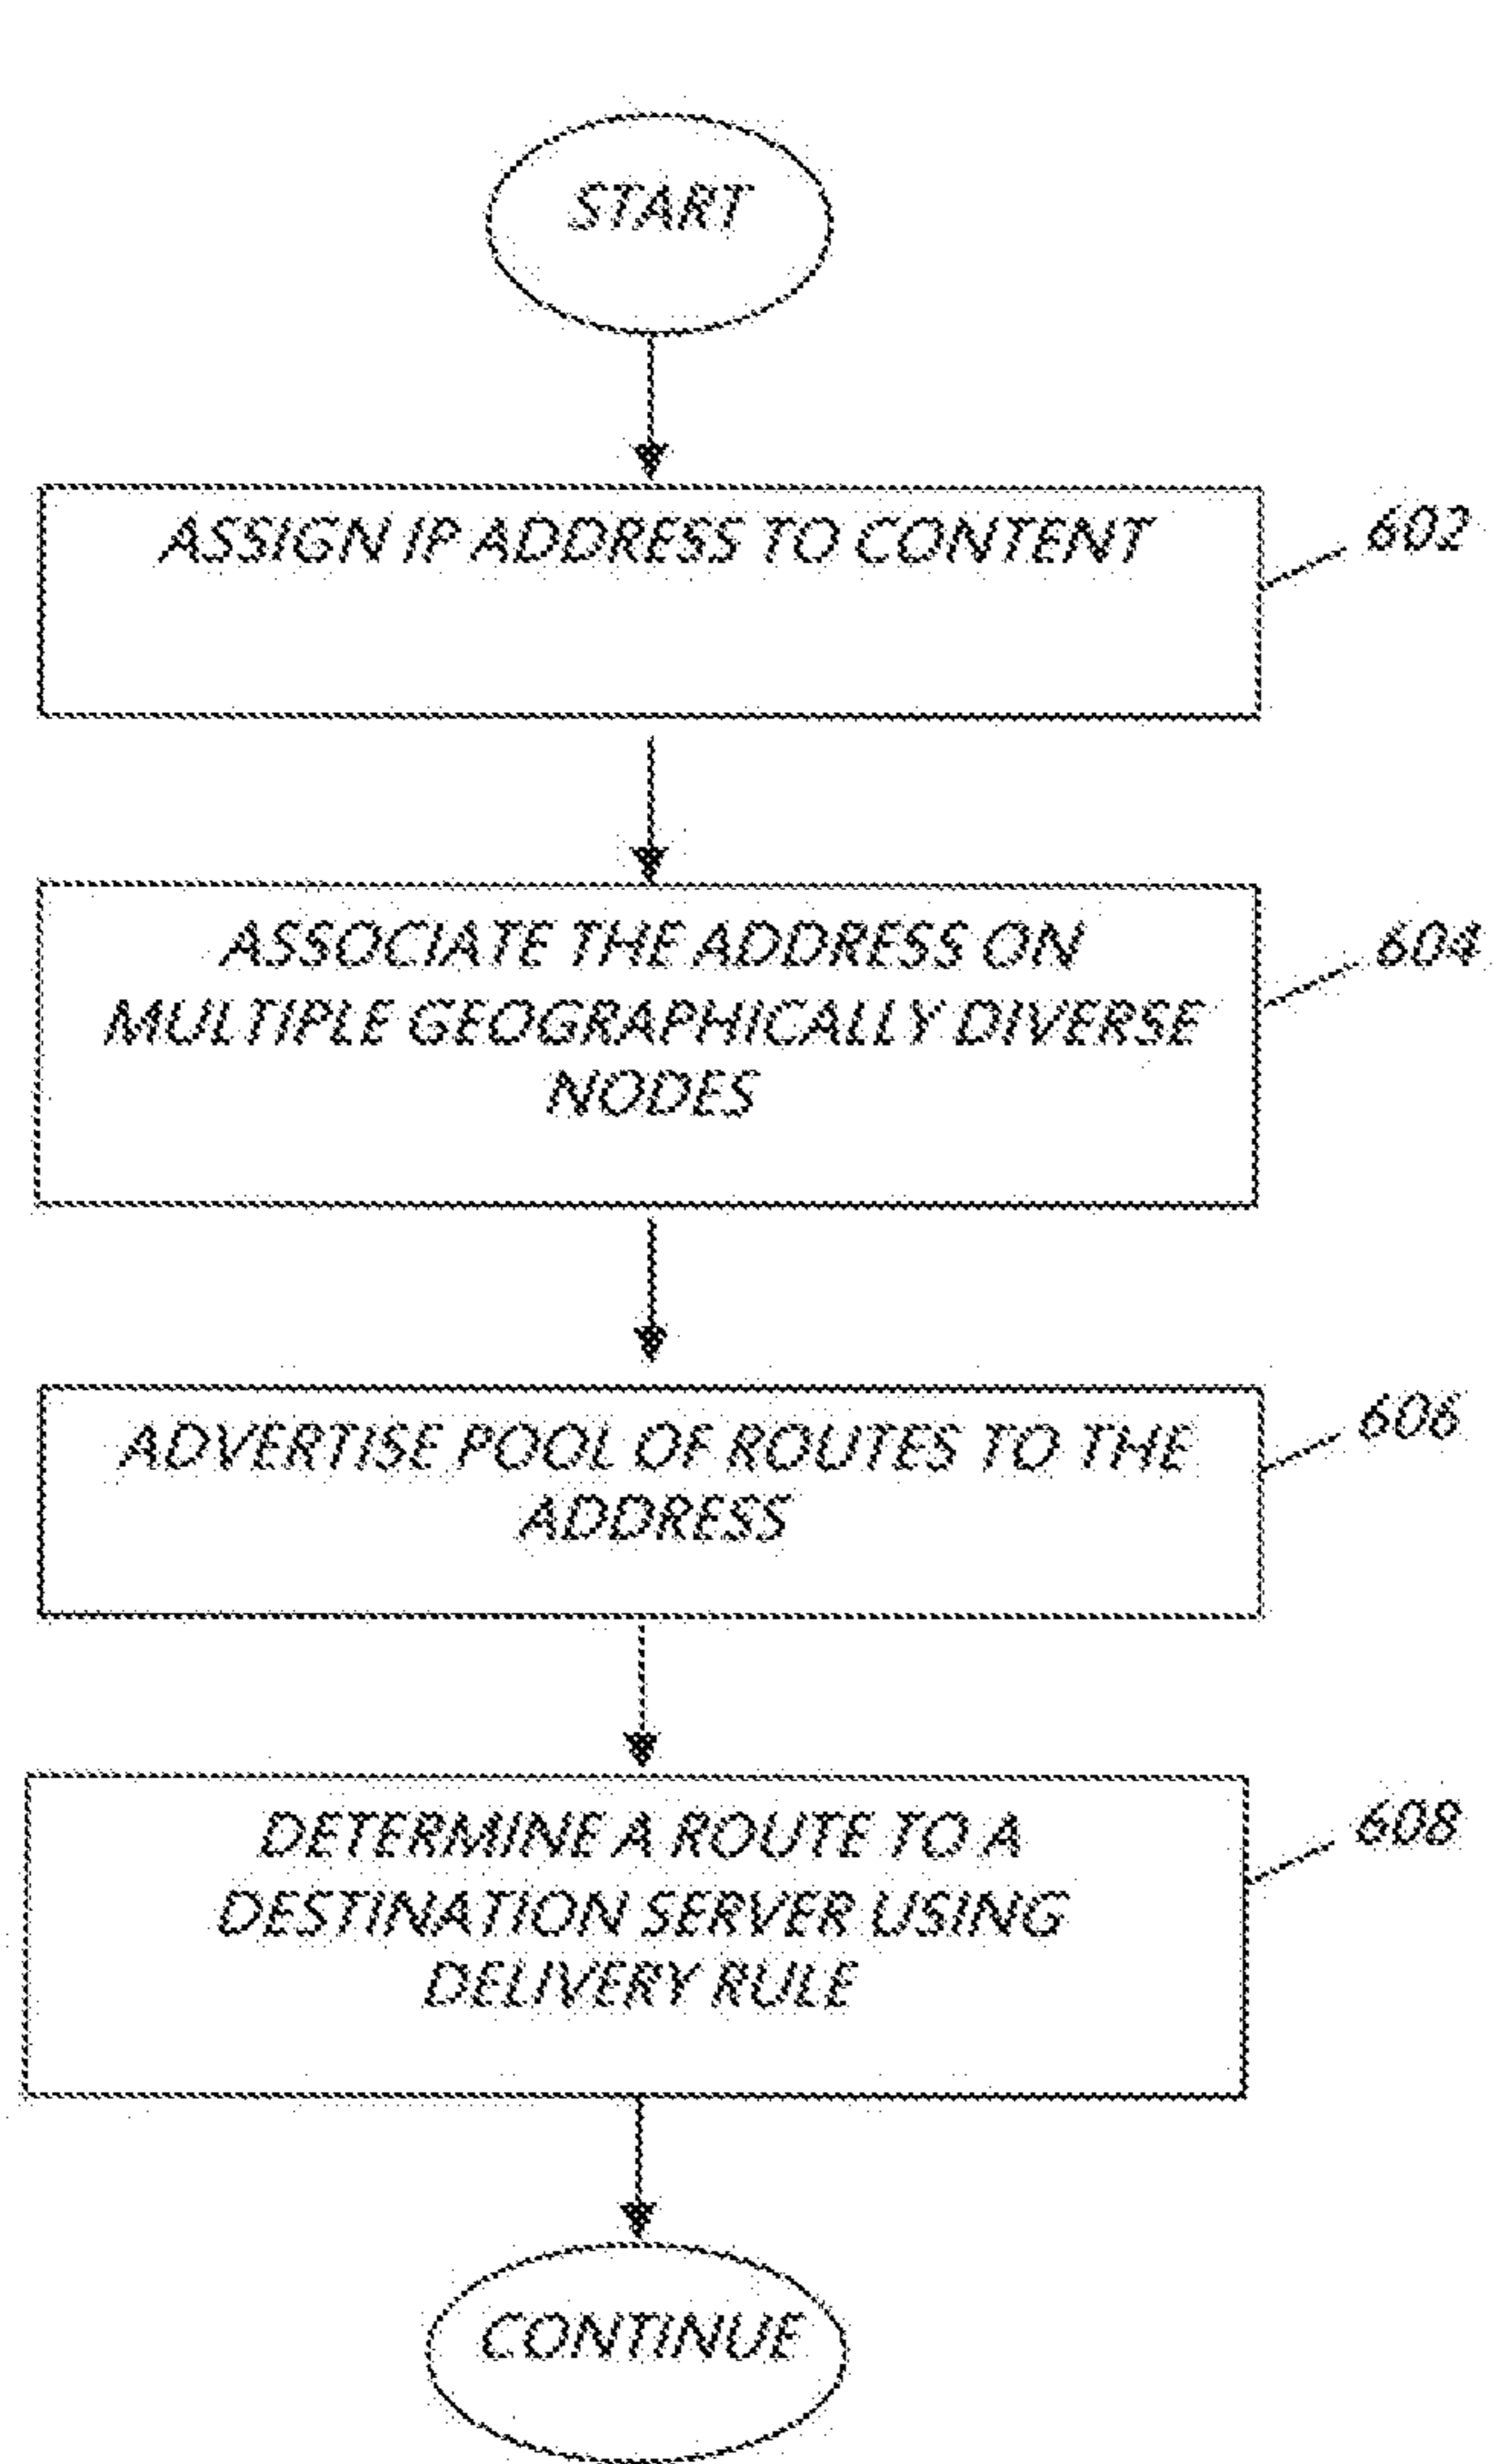 START
ASSIGN IP ADDRESS TO CONTENT
602
ASSOCIATE THE ADDRESS ON
MULTIPLE GEOGRAPHICALLY DIVERSE
NODES
604
ADVERTISE POOL OF ROUTES TO THE
ADDRESS
606
DETERMINE A ROUTE TO A
DESTINATION SERVER USING
DELIVERY RULE
608
CONTINUE